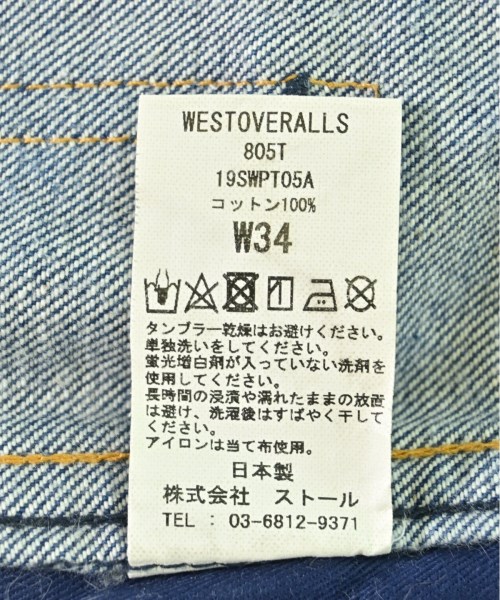 WESTOVERALLS
805T
19SWPT05A
コットン100%
W34
タンブラー乾燥はお避けください。
単独洗いをしてください。
蛍光増白剤が入っていない洗剤を
使用してください。
長時間の浸漬や濡れたままの放置
は避け、洗濯後はすばやく干して
ください。
アイロンは当て布使用。
日本製
株式会社 ストール
TEL : 03-6812-9371